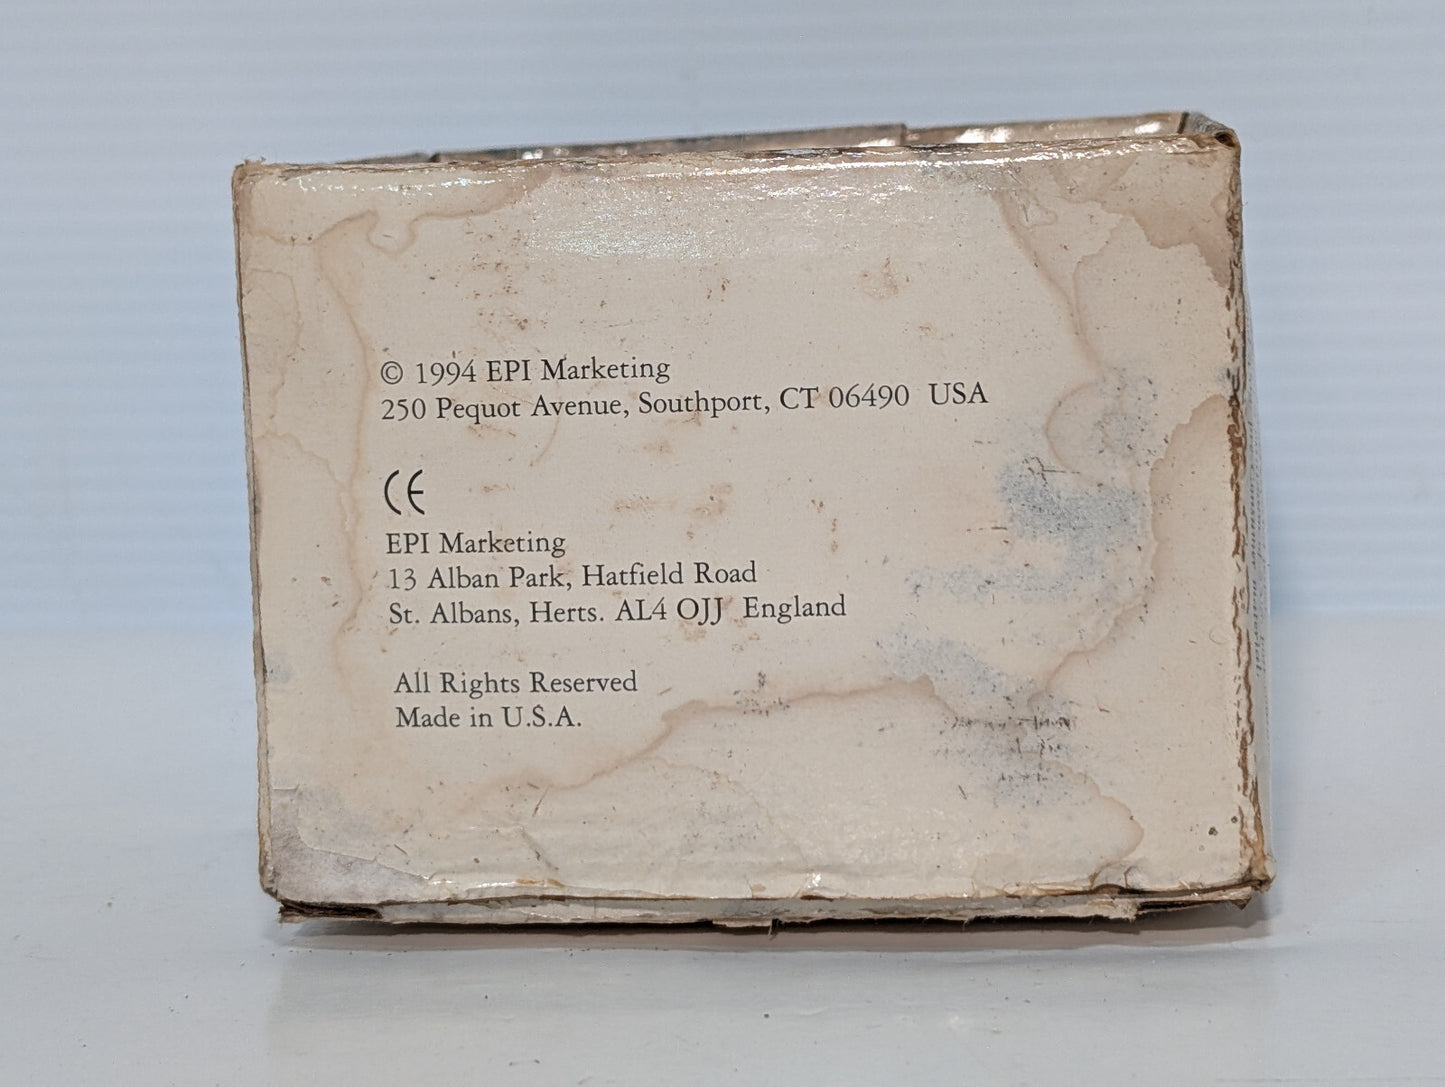 © 1994 EPI Marketing
250 Pequot Avenue, Southport, CT 06490 USA
CE
EPI Marketing
13 Alban Park, Hatfield Road
St. Albans, Herts. AL4 OJJ England
All Rights Reserved
Made in U.S.A.